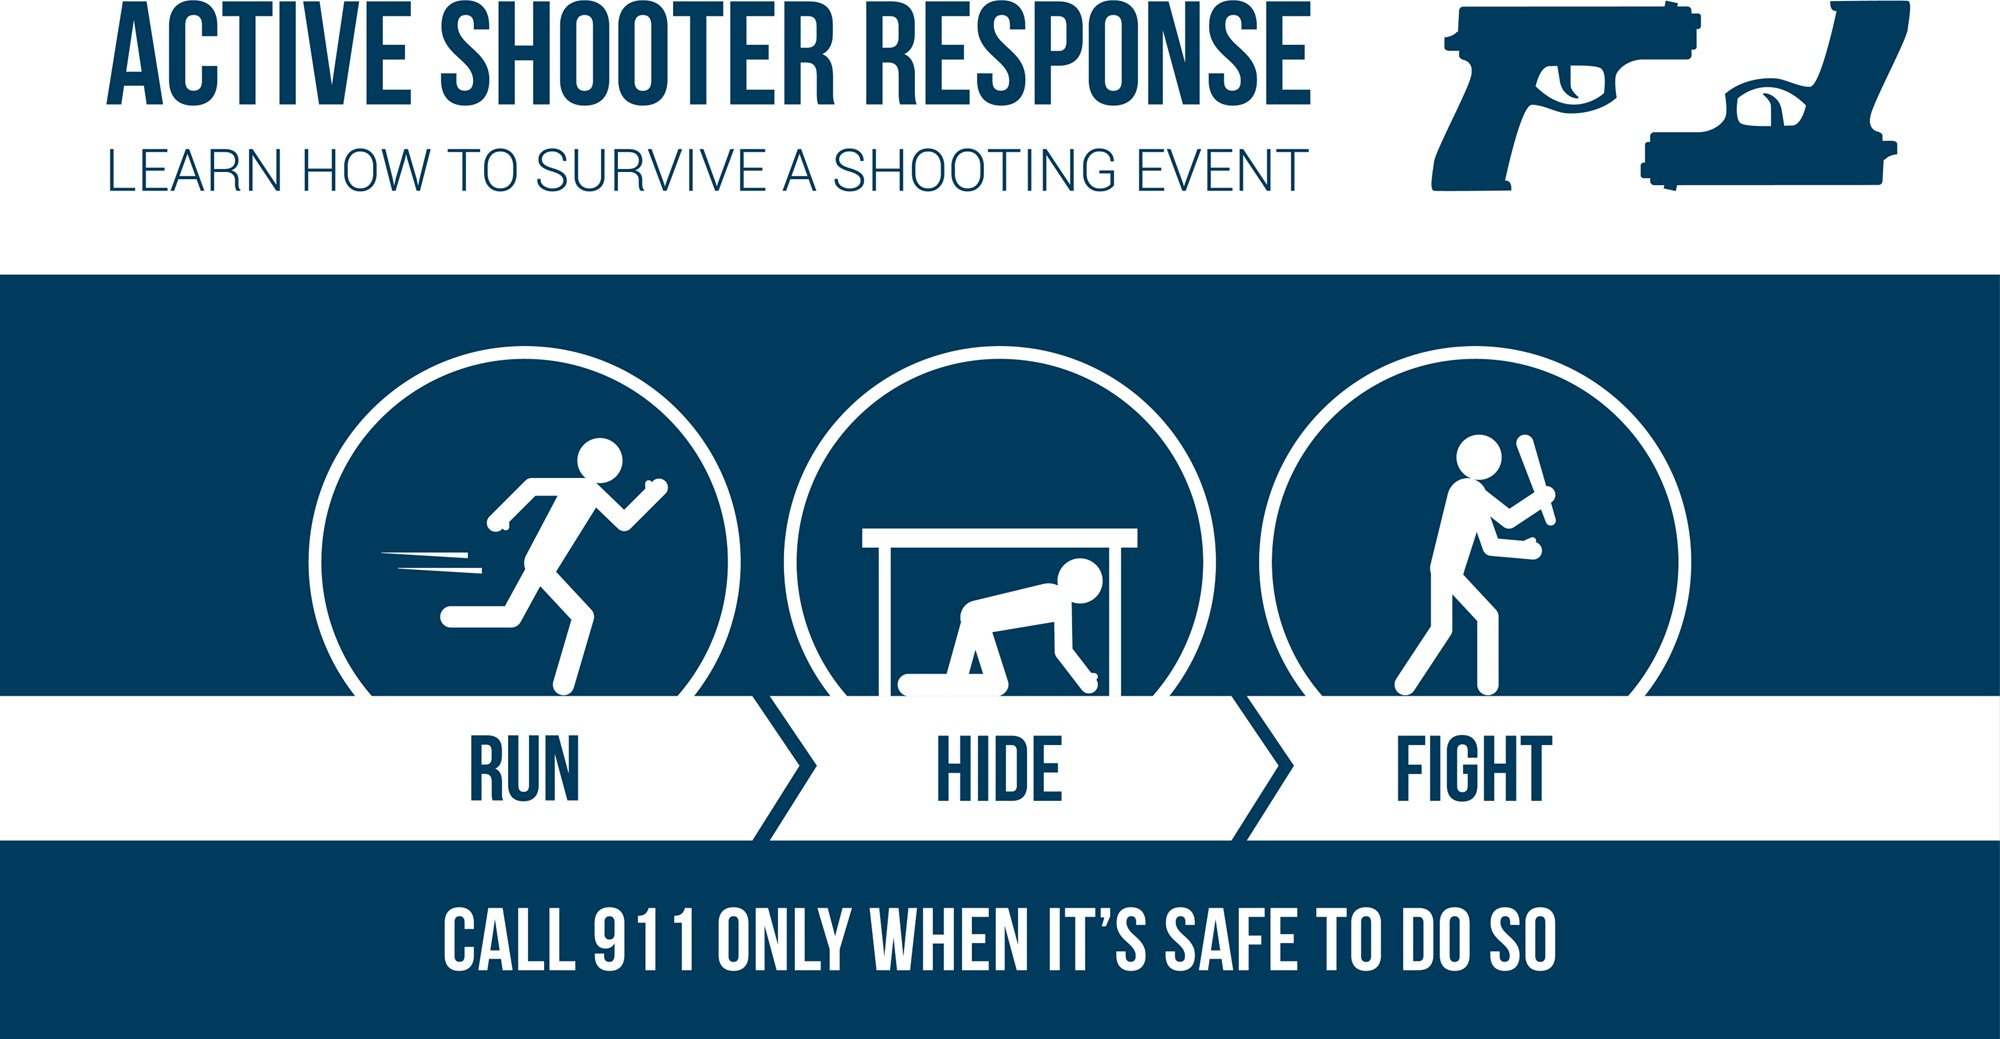 ACTIVE SHOOTER RESPONSE
LEARN HOW TO SURVIVE A SHOOTING EVENT
RUN
HIDE
FIGHT
CALL 911 ONLY WHEN IT'S SAFE TO DO SO